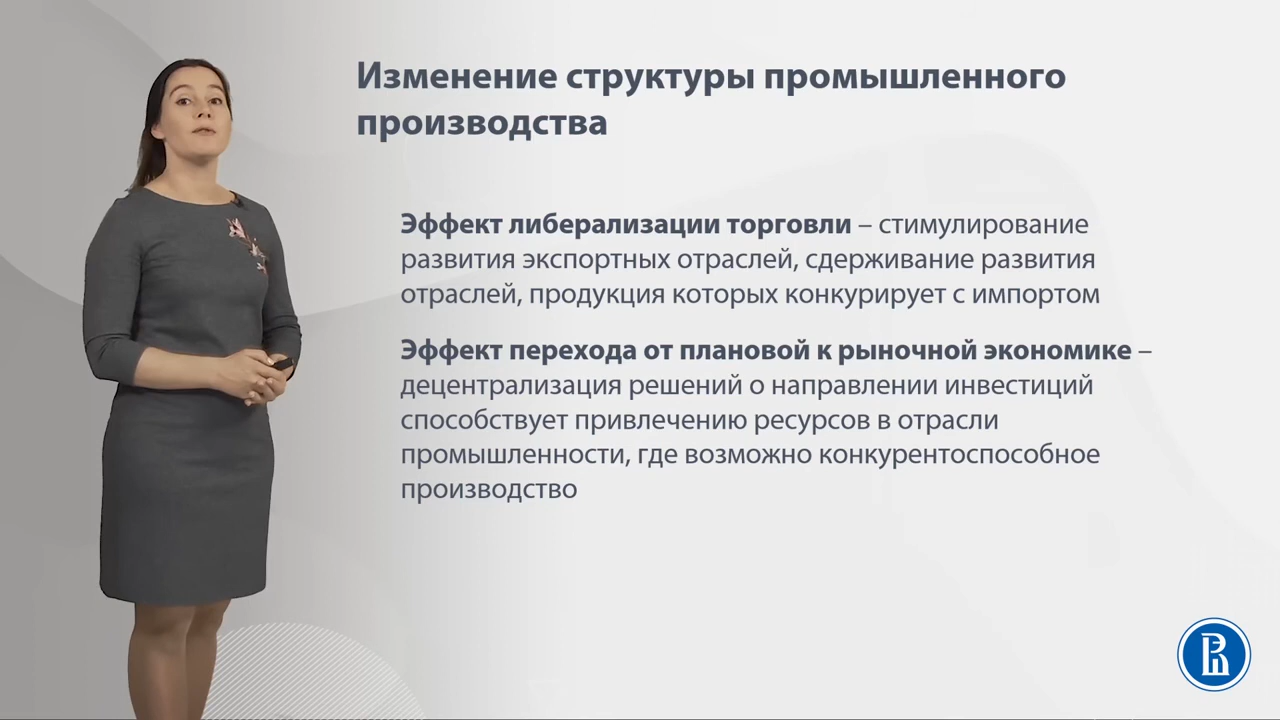 Изменение структуры промышленного
производства
Эффект либерализации торговли – стимулирование
развития экспортных отраслей, сдерживание развития
отраслей, продукция которых конкурирует с импортом
Эффект перехода от плановой к рыночной экономике –
децентрализация решений о направлении инвестиций
способствует привлечению ресурсов в отрасли
промышленности, где возможно конкурентоспособное
производство